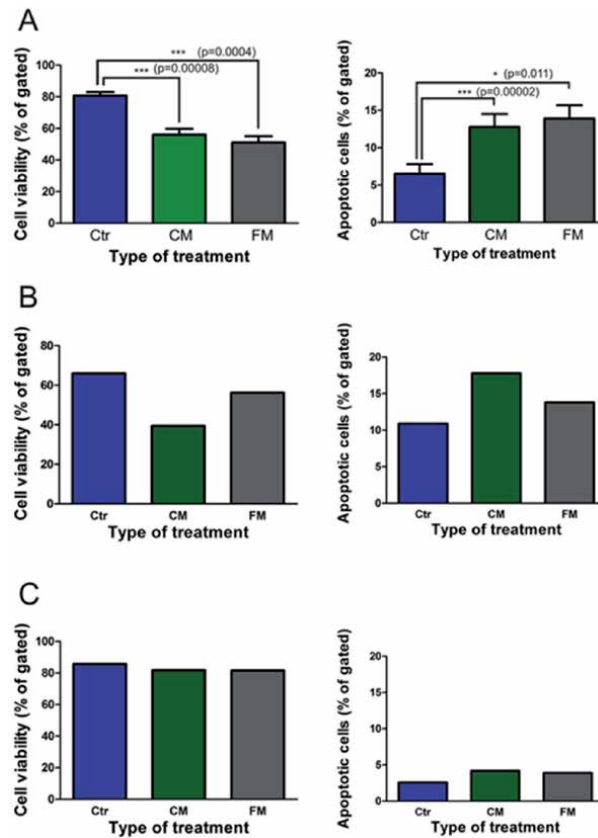 A
*** (p=0.0004)
*** (p=0.00008)
Cell viability (% of gated)
100
80
60
40
20
0
Ctr CM FM
Type of treatment
* (p=0.011)
*** (p=0.00002)
Apoptotic cells (% of gated)
20
15
10
5
0
Ctr CM FM
Type of treatment
B
Cell viability (% of gated)
80
60
40
20
0
Ctr CM FM
Type of treatment
Apoptotic cells (% of gated)
20
15
10
5
0
Ctr CM FM
Type of treatment
C
Cell viability (% of gated)
100
80
60
40
20
0
Ctr CM FM
Type of treatment
Apoptotic cells (% of gated)
20
15
10
5
0
Ctr CM FM
Type of treatment